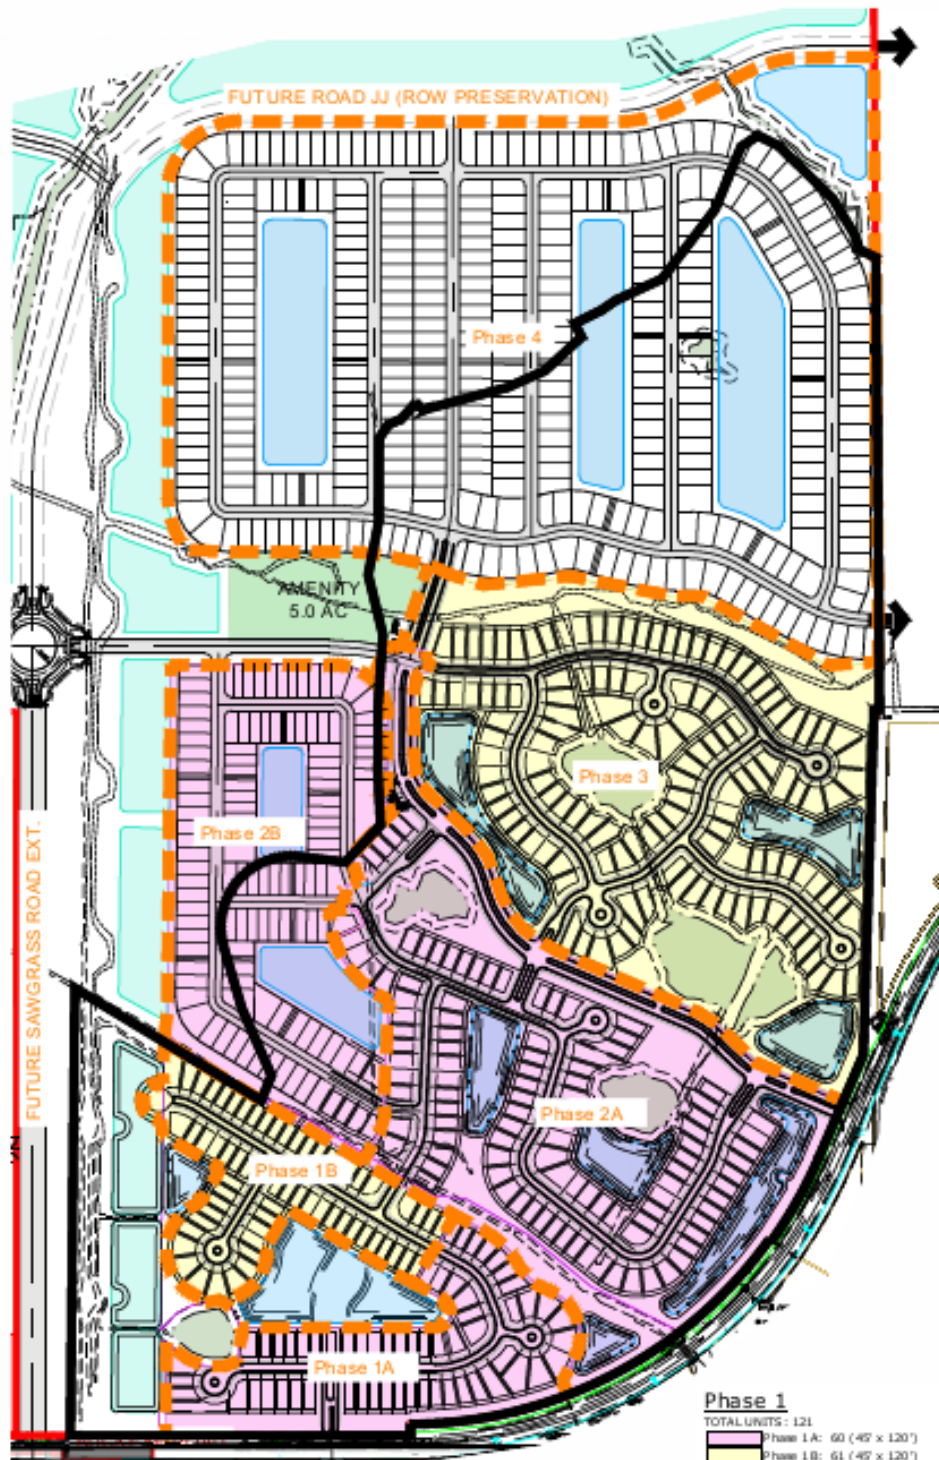 FUTURE ROAD JJ (ROW PRESERVATION)
Phase 4
AMENITY
5.0 AC
Phase 3
Phase 2B
FUTURE SAWGRASS ROAD EXT.
Phase 2A
Phase 1B
Phase 1A
Phase 1
TOTAL UNITS : 121
Phase 1A: 60 (45' x 120')
Phase 1B: 61 (45' x 120')